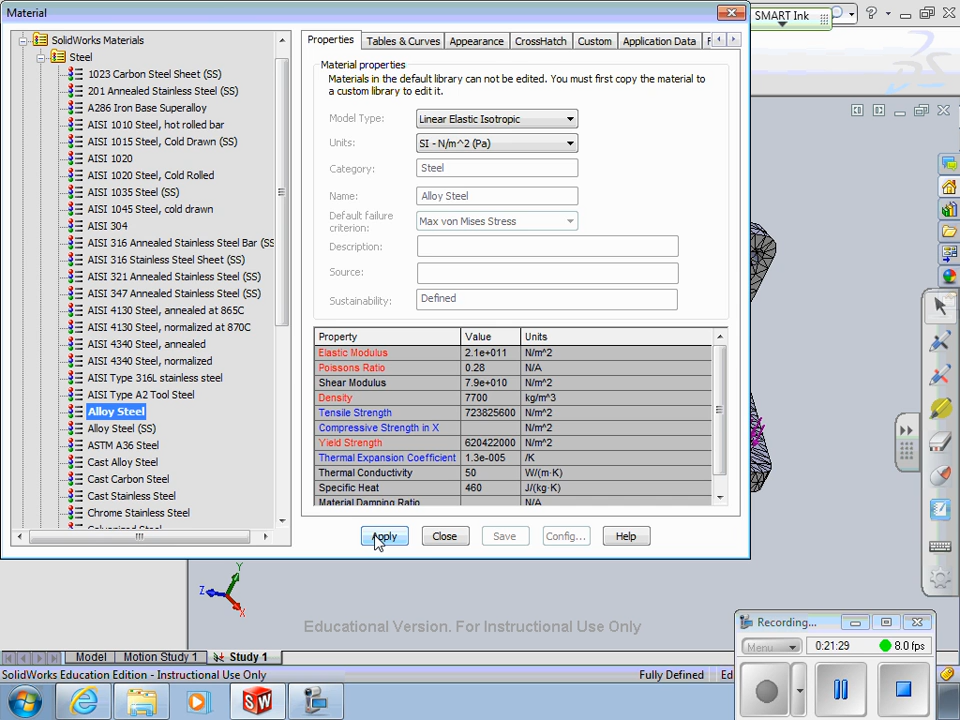 Material
SMART Ink
SolidWorks Materials
Steel
1023 Carbon Steel Sheet (SS)
201 Annealed Stainless Steel (SS)
A286 Iron Base Superalloy
AISI 1010 Steel, hot rolled bar
AISI 1015 Steel, Cold Drawn (SS)
AISI 1020
AISI 1020 Steel, Cold Rolled
AISI 1035 Steel (SS)
AISI 1045 Steel, cold drawn
AISI 304
AISI 316 Annealed Stainless Steel Bar (SS
AISI 316 Stainless Steel Sheet (SS)
AISI 321 Annealed Stainless Steel (SS)
AISI 347 Annealed Stainless Steel (SS)
AISI 4130 Steel, annealed at 865C
AISI 4130 Steel, normalized at 870C
AISI 4340 Steel, annealed
AISI 4340 Steel, normalized
AISI Type 316L stainless steel
AISI Type A2 Tool Steel
Alloy Steel
Alloy Steel (SS)
ASTM A36 Steel
Cast Alloy Steel
Cast Carbon Steel
Cast Stainless Steel
Chrome Stainless Steel
Galvanized Steel
Properties Tables & Curves Appearance CrossHatch Custom Application Data F
Material properties
Materials in the default library can not be edited. You must first copy the material to
a custom library to edit it.
Model Type: Linear Elastic Isotropic
Units: SI - N/m^2 (Pa)
Category: Steel
Name: Alloy Steel
Default failure
criterion: Max von Mises Stress
Description:
Source:
Sustainability: Defined
Property Value Units
Elastic Modulus 2.1e+011 N/m^2
Poissons Ratio 0.28 N/A
Shear Modulus 7.9e+010 N/m^2
Density 7700 kg/m^3
Tensile Strength 723825600 N/m^2
Compressive Strength in X N/m^2
Yield Strength 620422000 N/m^2
Thermal Expansion Coefficient 1.3e-005 /K
Thermal Conductivity 50 W/(m·K)
Specific Heat 460 J/(kg·K)
Material Damping Ratio N/A
Apply Close Save Config... Help
Y
Z
X
Educational Version. For Instructional Use Only
Recording...
Menu 0:21:29 8.0 fps
Model Motion Study 1 Study 1
SolidWorks Education Edition - Instructional Use Only Fully Defined Ed
SW